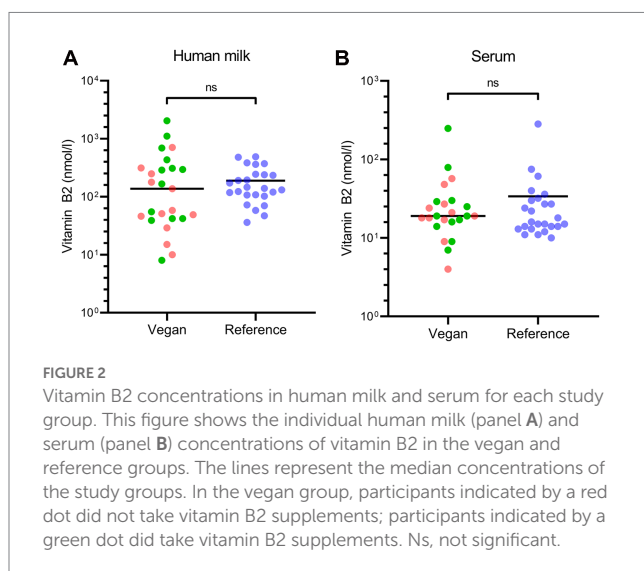 A
Human milk
B
Serum
Vitamin B2 (nmol/l)
10⁴
10³
10²
10¹
10⁰
ns
Vegan
Reference
Vitamin B2 (nmol/l)
10³
10²
10¹
10⁰
ns
Vegan
Reference
FIGURE 2
Vitamin B2 concentrations in human milk and serum for each study
group. This figure shows the individual human milk (panel A) and
serum (panel B) concentrations of vitamin B2 in the vegan and
reference groups. The lines represent the median concentrations of
the study groups. In the vegan group, participants indicated by a red
dot did not take vitamin B2 supplements; participants indicated by a
green dot did take vitamin B2 supplements. Ns, not significant.